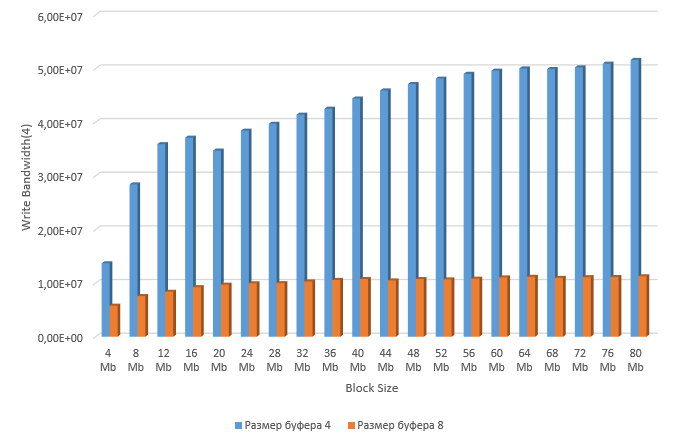 6,00E+07
5,00E+07
4,00E+07
3,00E+07
2,00E+07
1,00E+07
0,00E+00
Write Bandwidth(4)
4 8 12 16 20 24 28 32 36 40 44 48 52 56 60 64 68 72 76 80
Mb Mb Mb Mb Mb Mb Mb Mb Mb Mb Mb Mb Mb Mb Mb Mb Mb Mb Mb Mb
Block Size
Размер буфера 4 Размер буфера 8